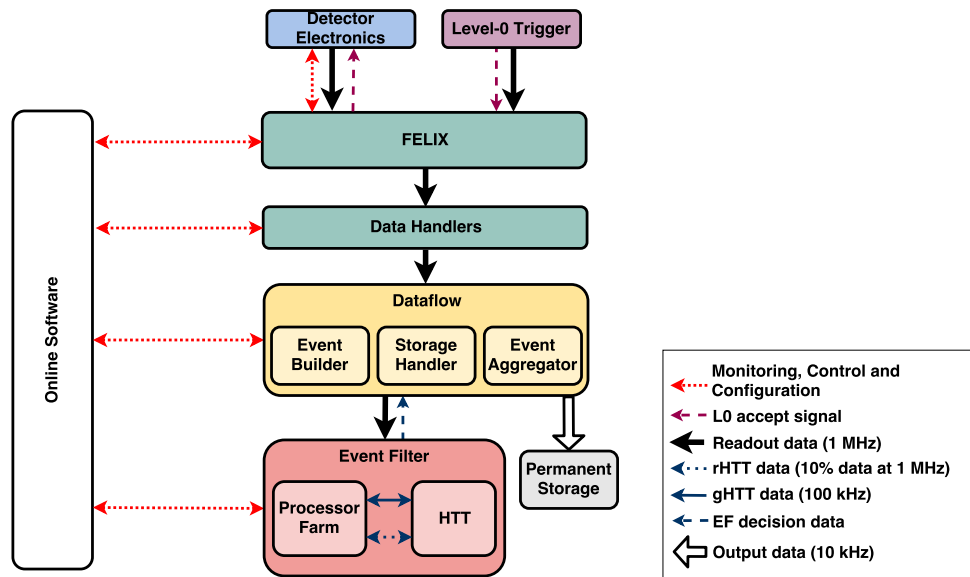 Detector
Electronics
Level-0 Trigger
FELIX
Data Handlers
Dataflow
Event
Builder
Storage
Handler
Event
Aggregator
Online Software
Event Filter
Processor
Farm
HTT
Permanent
Storage
Monitoring, Control and
Configuration
L0 accept signal
Readout data (1 MHz)
rHTT data (10% data at 1 MHz)
gHTT data (100 kHz)
EF decision data
Output data (10 kHz)